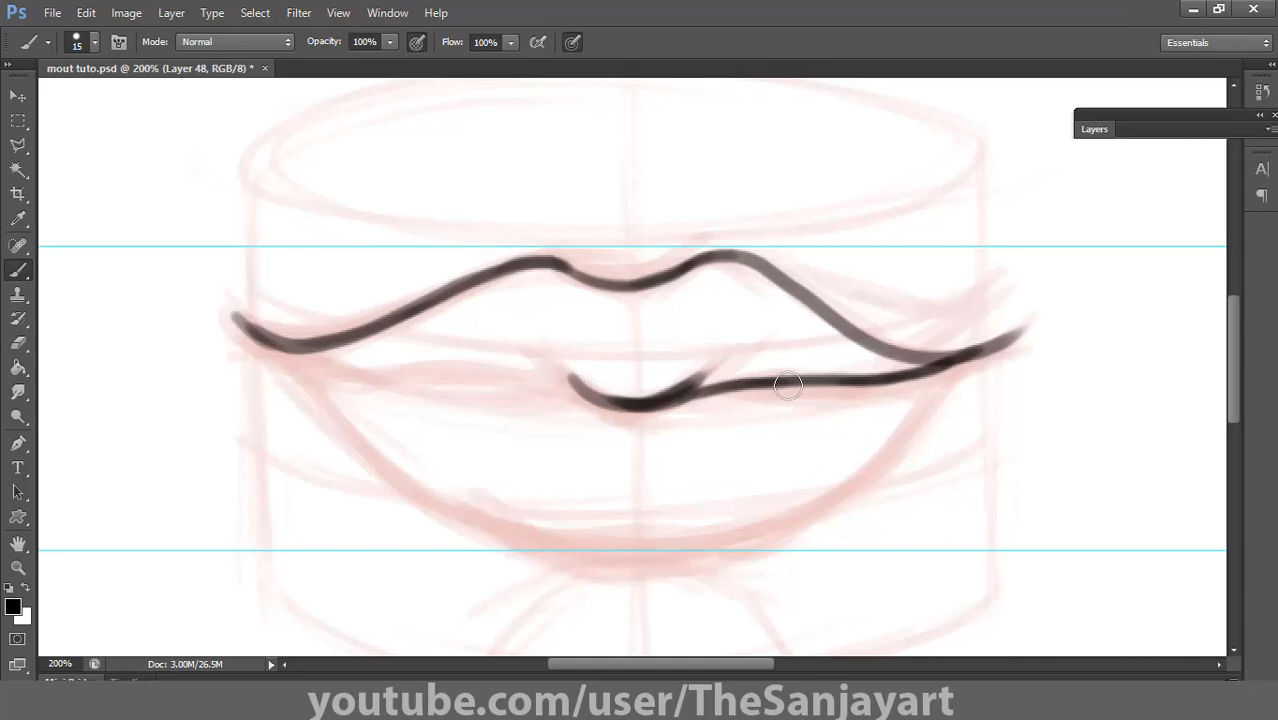 Ps File Edit Image Layer Type Select Filter View Window Help
15 Mode: Normal Opacity: 100% Flow: 100% Essentials
mout tuto.psd @ 200% (Layer 48, RGB/8) * ×
Layers
A
T
200% Doc: 3.00M/26.5M
youtube.com/user/TheSanjayart